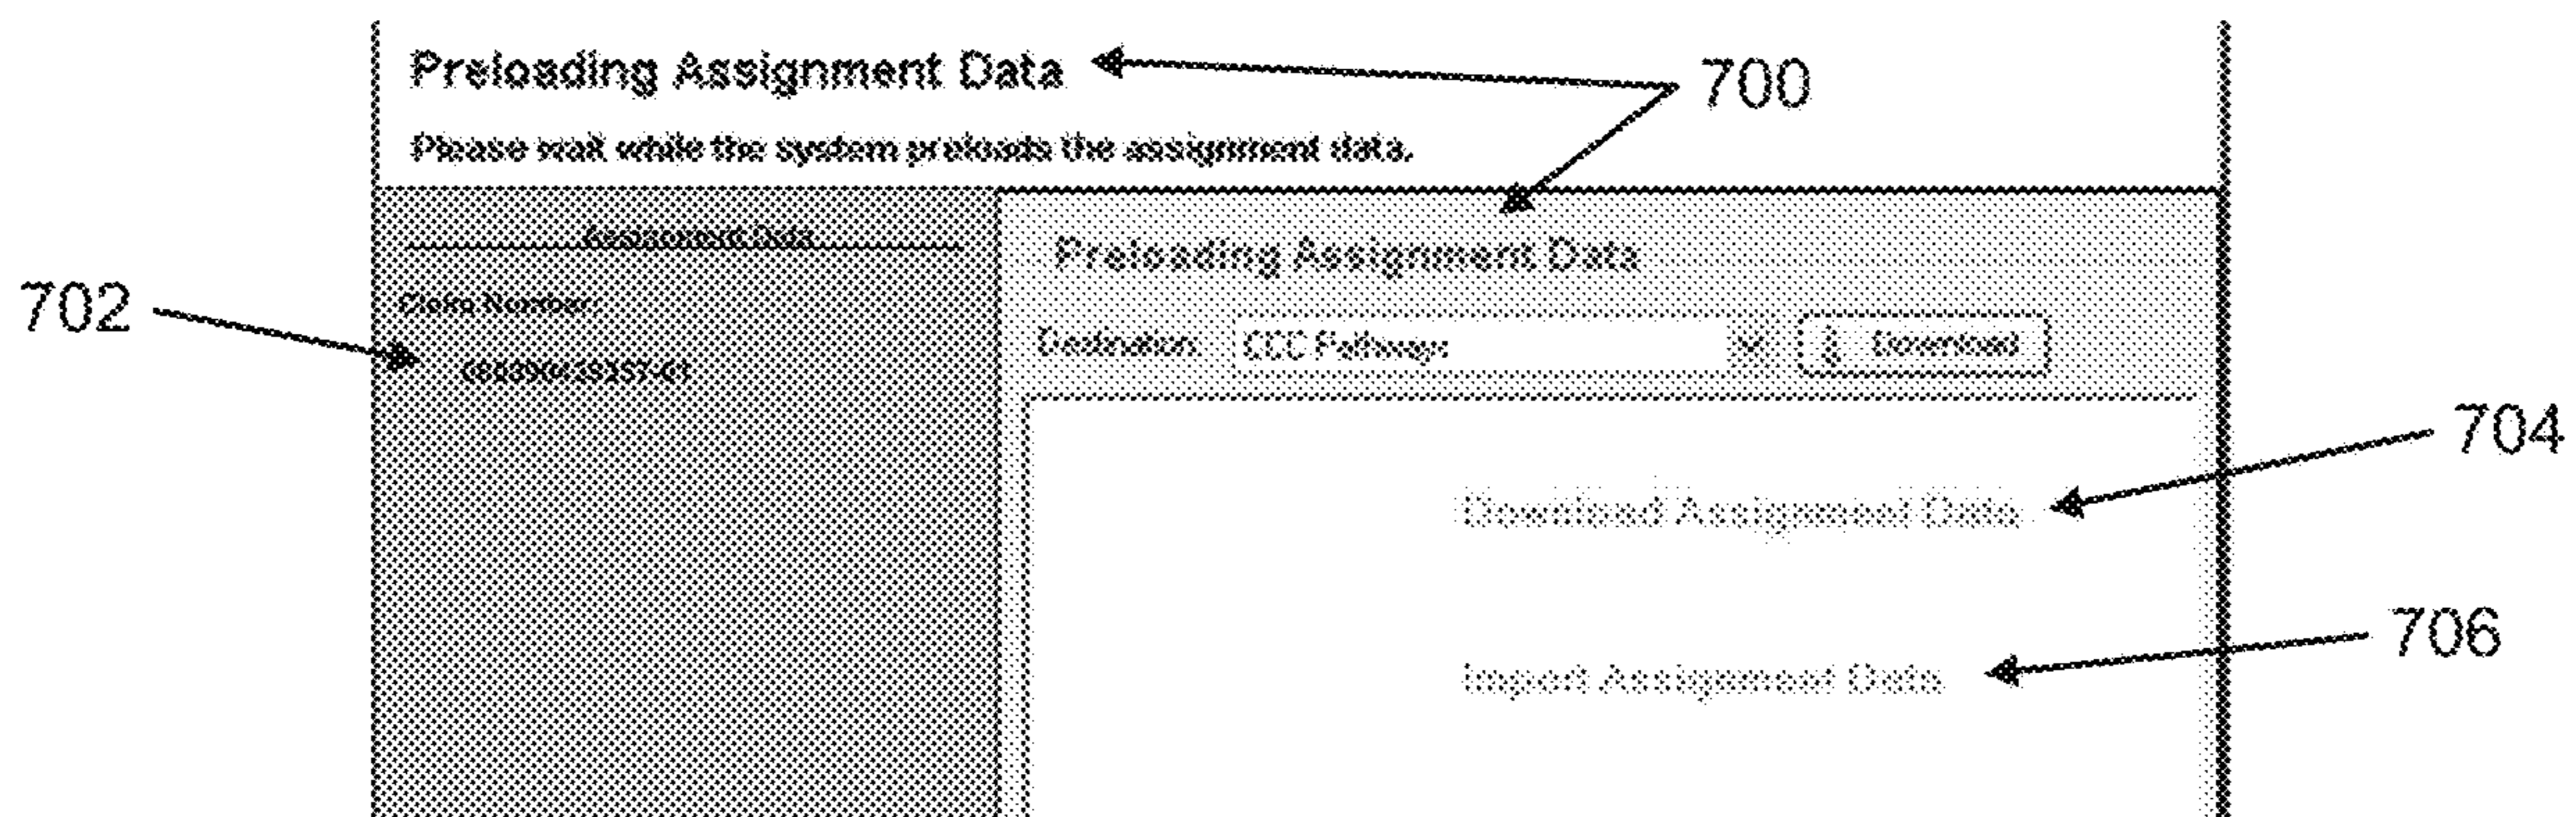 Preloading Assignment Data
700
Please wait while the system preloads the assignment data.
Assignment Data
Preloading Assignment Data
702
Claim Number:
Destination: CCC Pathways Download
704
Download Assignment Data
706
Import Assignment Data